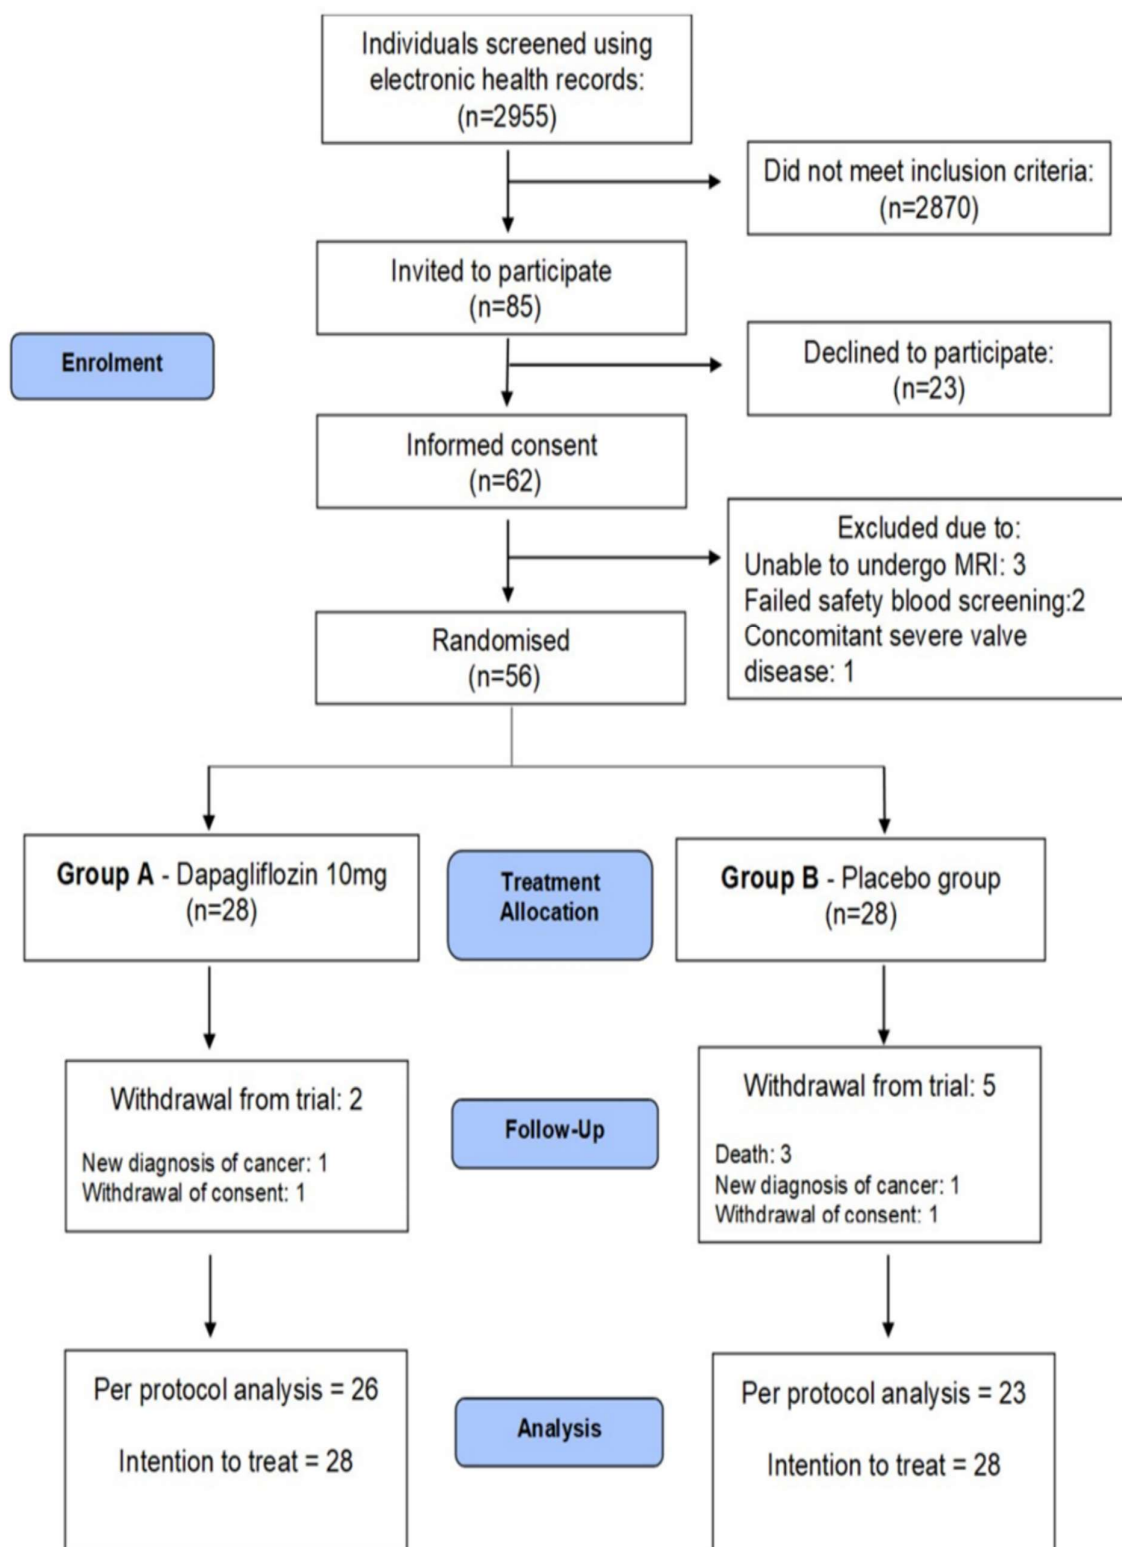 Individuals screened using
electronic health records:
(n=2955)
Did not meet inclusion criteria:
(n=2870)
Invited to participate
(n=85)
Enrolment
Declined to participate:
(n=23)
Informed consent
(n=62)
Excluded due to:
Unable to undergo MRI: 3
Failed safety blood screening:2
Concomitant severe valve
disease: 1
Randomised
(n=56)
Group A - Dapagliflozin 10mg
(n=28)
Treatment
Allocation
Group B - Placebo group
(n=28)
Withdrawal from trial: 2
New diagnosis of cancer: 1
Withdrawal of consent: 1
Follow-Up
Withdrawal from trial: 5
Death: 3
New diagnosis of cancer: 1
Withdrawal of consent: 1
Per protocol analysis = 26
Intention to treat = 28
Analysis
Per protocol analysis = 23
Intention to treat = 28